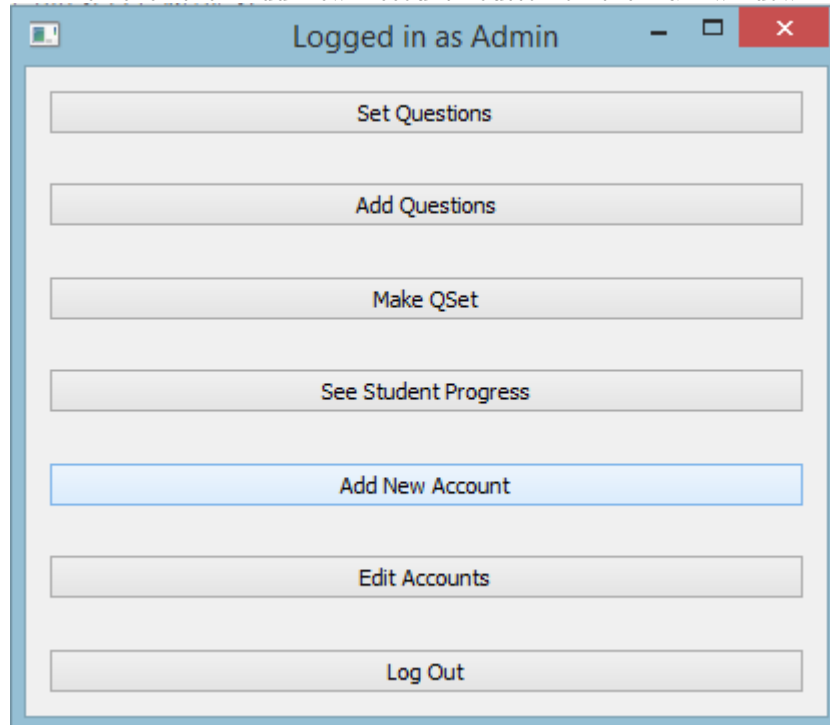 Logged in as Admin
Set Questions
Add Questions
Make QSet
See Student Progress
Add New Account
Edit Accounts
Log Out